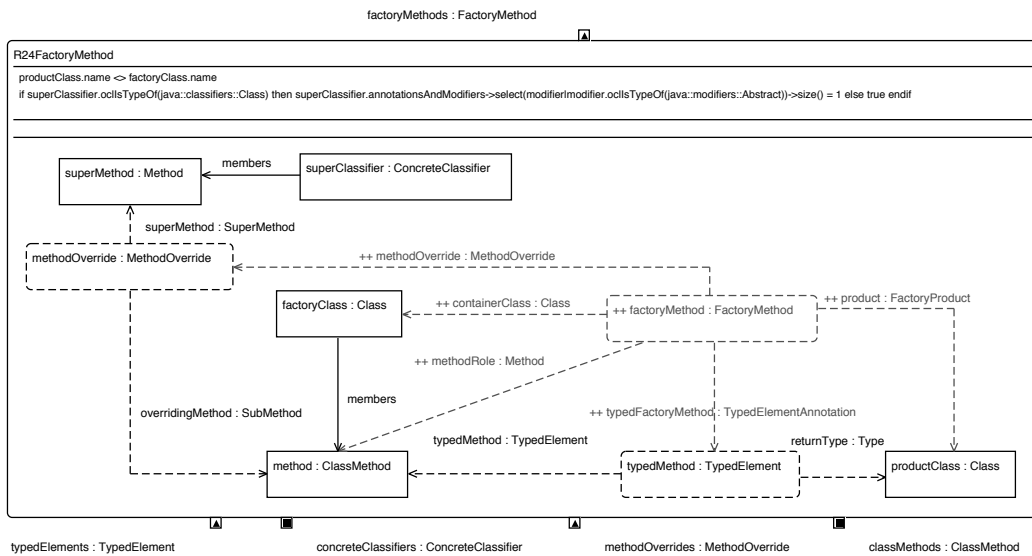 factoryMethods : FactoryMethod
R24FactoryMethod
productClass.name <> factoryClass.name
if superClassifier.oclIsTypeOf(java::classifiers::Class) then superClassifier.annotationsAndModifiers->select(modifier|modifier.oclIsTypeOf(java::modifiers::Abstract))->size() = 1 else true endif
members
superMethod : Method
superClassifier : ConcreteClassifier
superMethod : SuperMethod
methodOverride : MethodOverride
++ methodOverride : MethodOverride
factoryClass : Class
++ containerClass : Class
++ factoryMethod : FactoryMethod
++ product : FactoryProduct
++ methodRole : Method
members
overridingMethod : SubMethod
++ typedFactoryMethod : TypedElementAnnotation
typedMethod : TypedElement
returnType : Type
method : ClassMethod
typedMethod : TypedElement
productClass : Class
typedElements : TypedElement
concreteClassifiers : ConcreteClassifier
methodOverrides : MethodOverride
classMethods : ClassMethod